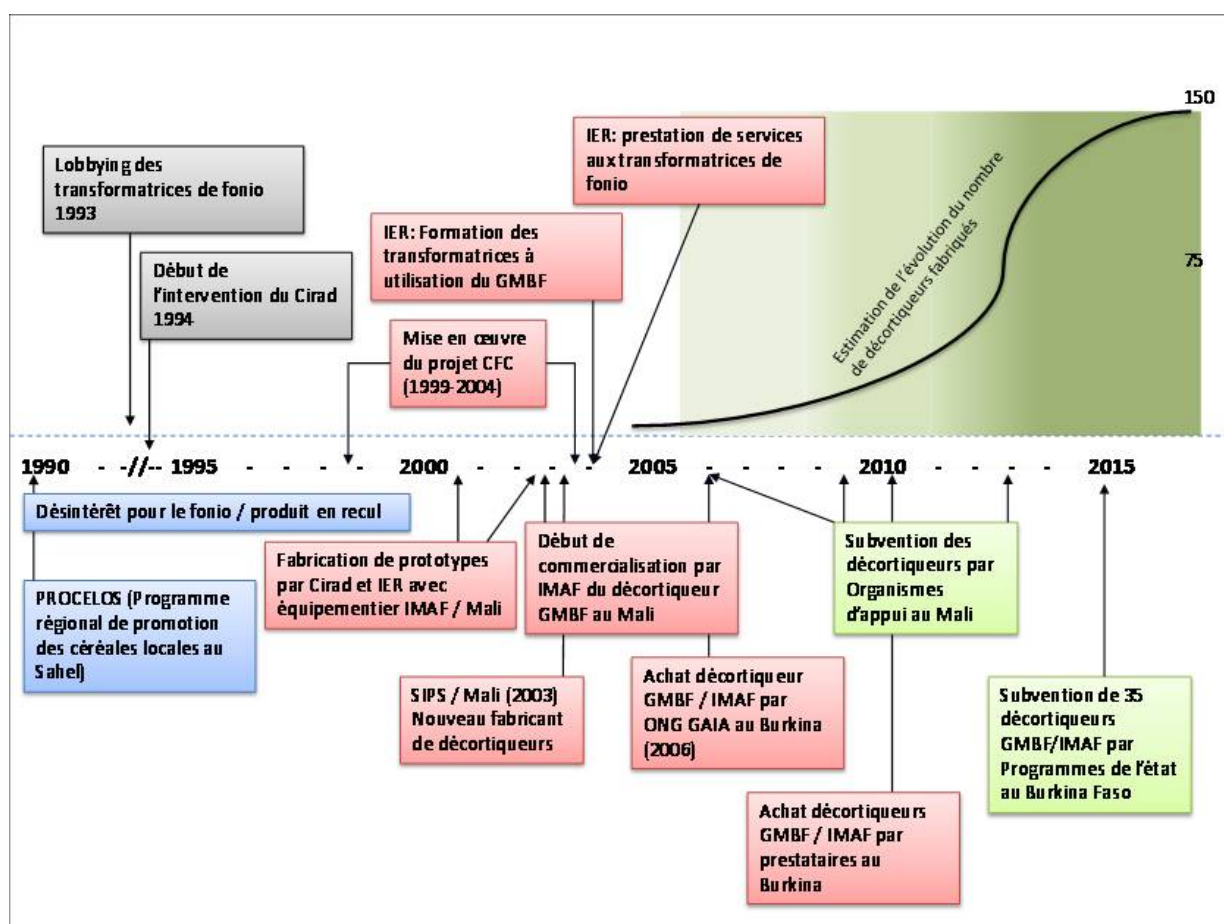 150
IER: prestation de services
aux transformatrices de
fonio
Lobbying des
transformatrices de fonio
1993
IER: Formation des
transformatrices à
utilisation du GMBF
Début de
l'intervention du Cirad
1994
75
Estimation de l'évolution du nombre
de décortiqueurs fabriqués
Mise en œuvre
du projet CFC
(1999-2004)
1990 - -//-- 1995 - - - - 2000 - - - - 2005 - - - - 2010 - - - - 2015
Désintérêt pour le fonio / produit en recul
PROCELOS (Programme
régional de promotion
des céréales locales au
Sahel)
Fabrication de prototypes
par Cirad et IER avec
équipementier IMAF / Mali
Début de
commercialisation par
IMAF du décortiqueur
GMBF au Mali
Subvention des
décortiqueurs par
Organismes
d'appui au Mali
SIPS / Mali (2003)
Nouveau fabricant
de décortiqueurs
Achat décortiqueur
GMBF / IMAF par
ONG GAIA au Burkina
(2006)
Subvention de 35
décortiqueurs
GMBF/IMAF par
Programmes de l'état
au Burkina Faso
Achat décortiqueurs
GMBF / IMAF par
prestataires au
Burkina